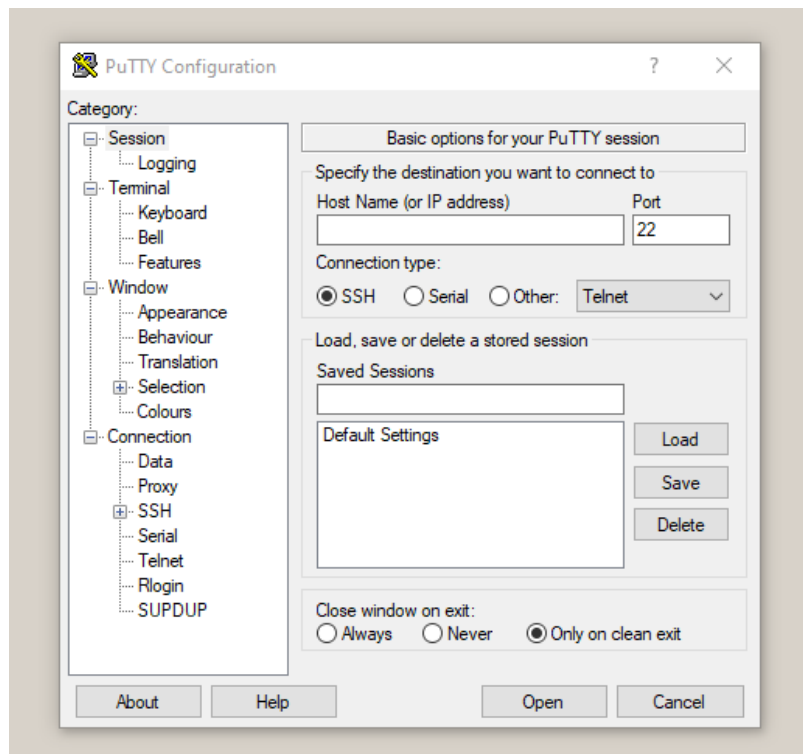 PuTTY Configuration
?
Category:
Session
Logging
Terminal
Keyboard
Bell
Features
Window
Appearance
Behaviour
Translation
Selection
Colours
Connection
Data
Proxy
SSH
Serial
Telnet
Rlogin
SUPDUP
Basic options for your PuTTY session
Specify the destination you want to connect to
Host Name (or IP address) Port
22
Connection type:
SSH Serial Other: Telnet
Load, save or delete a stored session
Saved Sessions
Default Settings
Load
Save
Delete
Close window on exit:
Always Never Only on clean exit
About Help Open Cancel